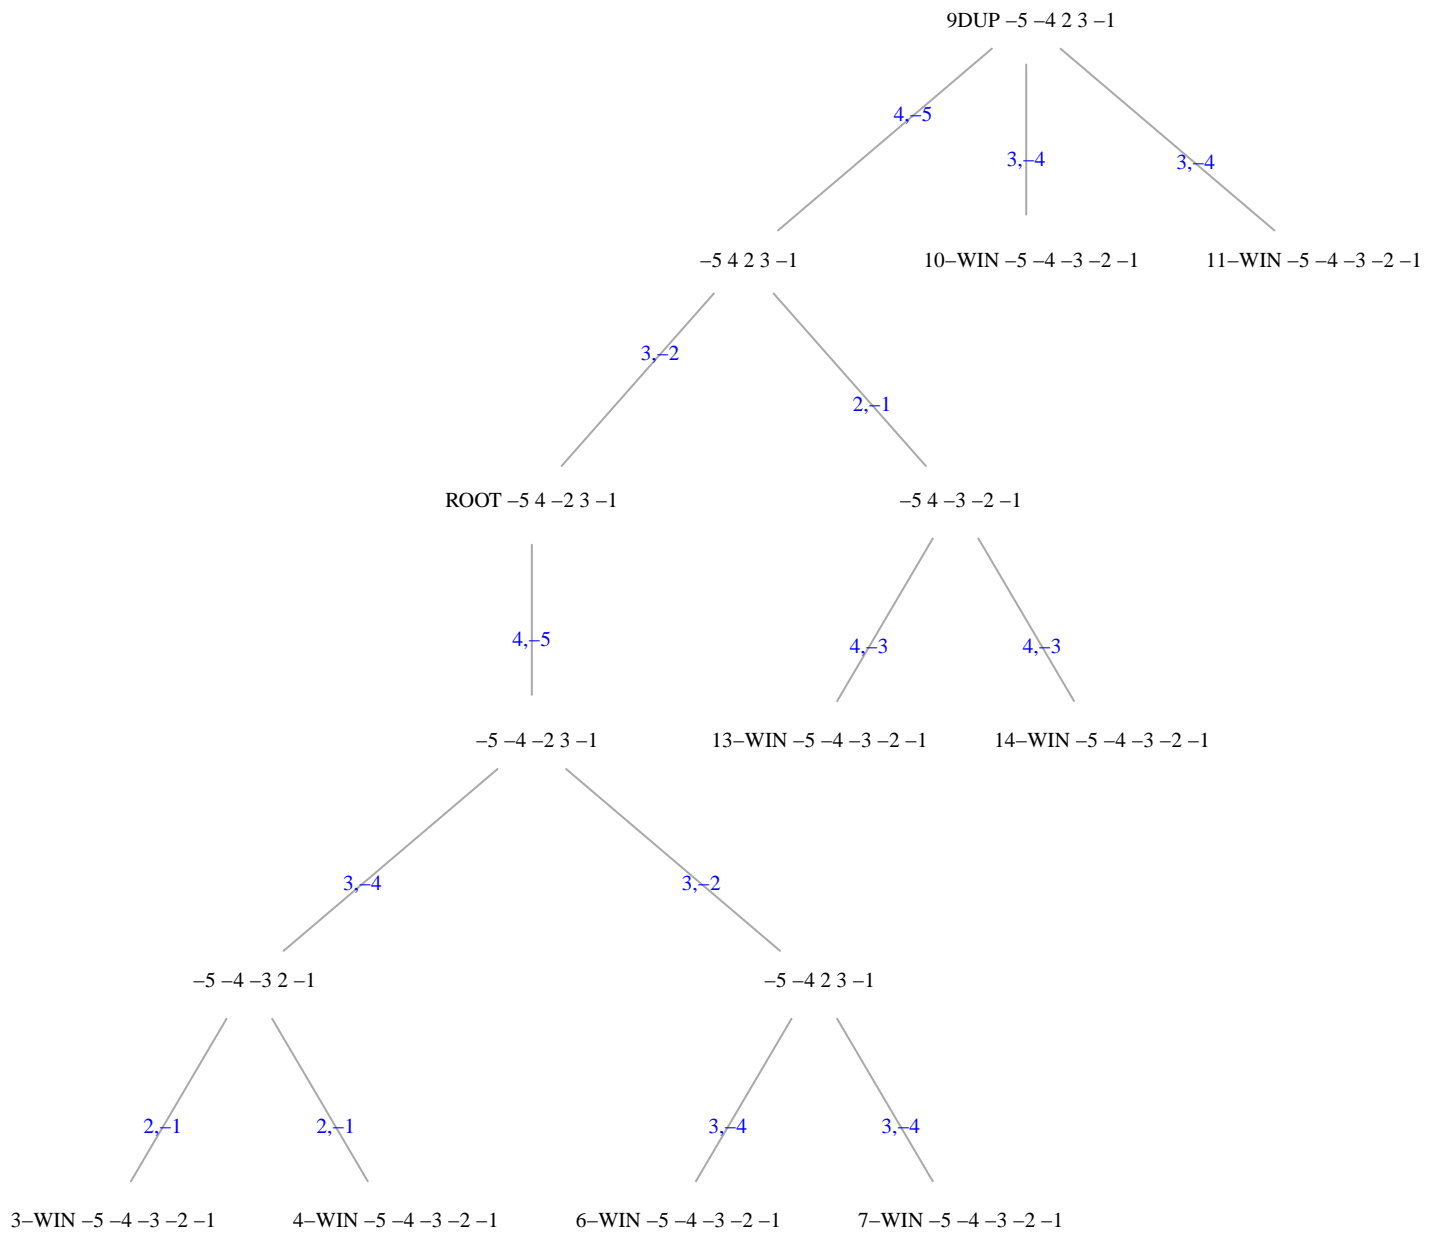 9DUP –5 –4 2 3 –1
4,–5
3,–4
3,–4
–5 4 2 3 –1
10–WIN –5 –4 –3 –2 –1
11–WIN –5 –4 –3 –2 –1
3,–2
2,–1
ROOT –5 4 –2 3 –1
–5 4 –3 –2 –1
4,–5
4,–3
4,–3
–5 –4 –2 3 –1
13–WIN –5 –4 –3 –2 –1
14–WIN –5 –4 –3 –2 –1
3,–4
3,–2
–5 –4 –3 2 –1
–5 –4 2 3 –1
2,–1
2,–1
3,–4
3,–4
3–WIN –5 –4 –3 –2 –1
4–WIN –5 –4 –3 –2 –1
6–WIN –5 –4 –3 –2 –1
7–WIN –5 –4 –3 –2 –1